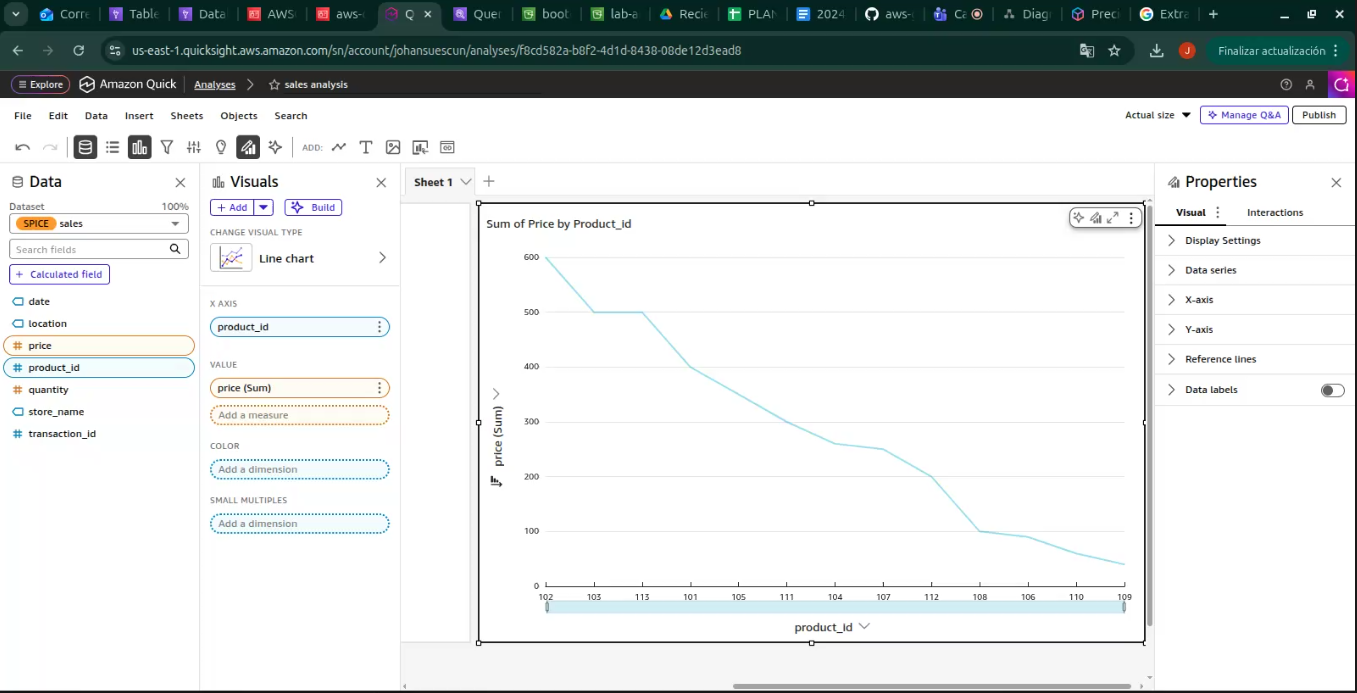 Corre
Table
Data
AWS
aws-
Q
Quer
boot
lab-a
Recie
PLAN
2024
aws-
Ca
Diagr
Preci
Extra
us-east-1.quicksight.aws.amazon.com/sn/account/johansuescun/analyses/f8cd582a-b8f2-4d1d-8438-08de12d3ead8
J
Finalizar actualización
Explore
Amazon Quick
Analyses
sales analysis
File Edit Data Insert Sheets Objects Search
Actual size
Manage Q&A
Publish
ADD:
Data
Dataset
100%
SPICE sales
Search fields
+ Calculated field
date
location
# price
# product_id
# quantity
store_name
# transaction_id
Visuals
+ Add
Build
CHANGE VISUAL TYPE
Line chart
X AXIS
product_id
VALUE
price (Sum)
Add a measure
COLOR
Add a dimension
SMALL MULTIPLES
Add a dimension
Sheet 1
Sum of Price by Product_id
600
500
400
300
200
100
0
price (Sum)
102 103 113 101 105 111 104 107 112 108 106 110 109
product_id
Properties
Visual
Interactions
Display Settings
Data series
X-axis
Y-axis
Reference lines
Data labels